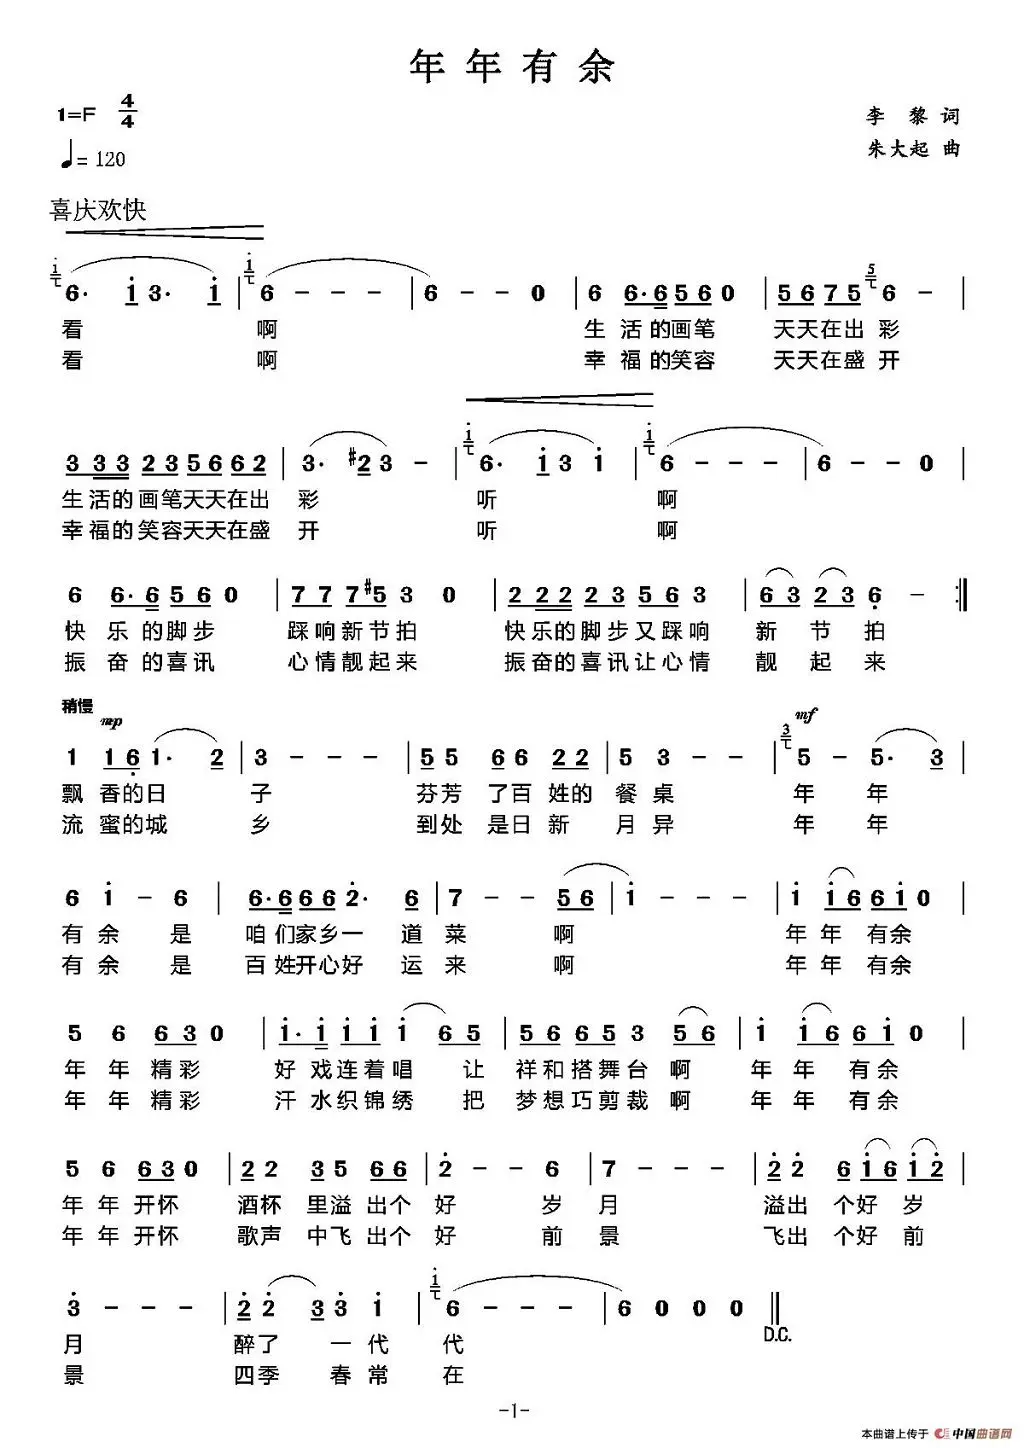 年年有余
1=F 4/4
李 黎 词
♩= 120
朱大起 曲
喜庆欢快
6· i 3· i | 6 - - - | 6 - - 0 | 6 6·6 5 6 0 | 5 6 7 5 6 - |
看 啊 生 活的画笔 天天在出彩
看 啊 幸 福的笑容 天天在盛开
3 3 3 2 3 5 6 6 2 | 3· #2 3 - | 6· i 3 i | 6 - - - | 6 - - 0 |
生活的画笔天天在出 彩 听 啊
幸福的笑容天天在盛 开 听 啊
6 6·6 5 6 0 | 7 7 7 #5 3 0 | 2 2 2 2 3 5 6 3 | 6 3 2 3 6 - :||
快 乐的脚步 踩响新节拍 快乐的脚步又踩响 新 节 拍
振 奋的喜讯 心情靓起来 振奋的喜讯让心情 靓 起 来
稍慢 mp mf
1 1 6 1· 2 | 3 - - - | 5 5 6 6 2 2 5 3 - - | 5 - 5· 3 |
飘 香的日 子 芬芳 了百姓的 餐桌 年 年
流 蜜的城 乡 到处 是日新 月异 年 年
6 i - 6 | 6·6 6 6 2· 6 | 7 - - 5 6 | i - - - | i i 6 6 i 0 |
有 余 是 咱们家乡一 道 菜 啊 年 年 有余
有 余 是 百姓开心好 运 来 啊 年 年 有余
5 6 6 3 0 | i· i i i i 6 5 | 5 6 6 5 3 5 6 | i i 6 6 i 0 |
年 年 精彩 好戏连着唱 让 祥和搭舞台 啊 年 年 有余
年 年 精彩 汗水织锦绣 把 梦想巧剪裁 啊 年 年 有余
5 6 6 3 0 | 2 2 3 5 6 6 | 2 - - 6 | 7 - - - | 2 2 6 i 6 i 2 |
年 年 开怀 酒杯 里溢 出个 好 岁 月 溢出 个好 岁
年 年 开怀 歌声 中飞 出个 好 前 景 飞出 个好 前
3 - - - | 2 2 3 3 i | 6 - - - | 6 0 0 0 ||
D.C.
月 醉了 一 代 代
景 四季 春 常 在
-1-
本曲谱上传于 中国曲谱网